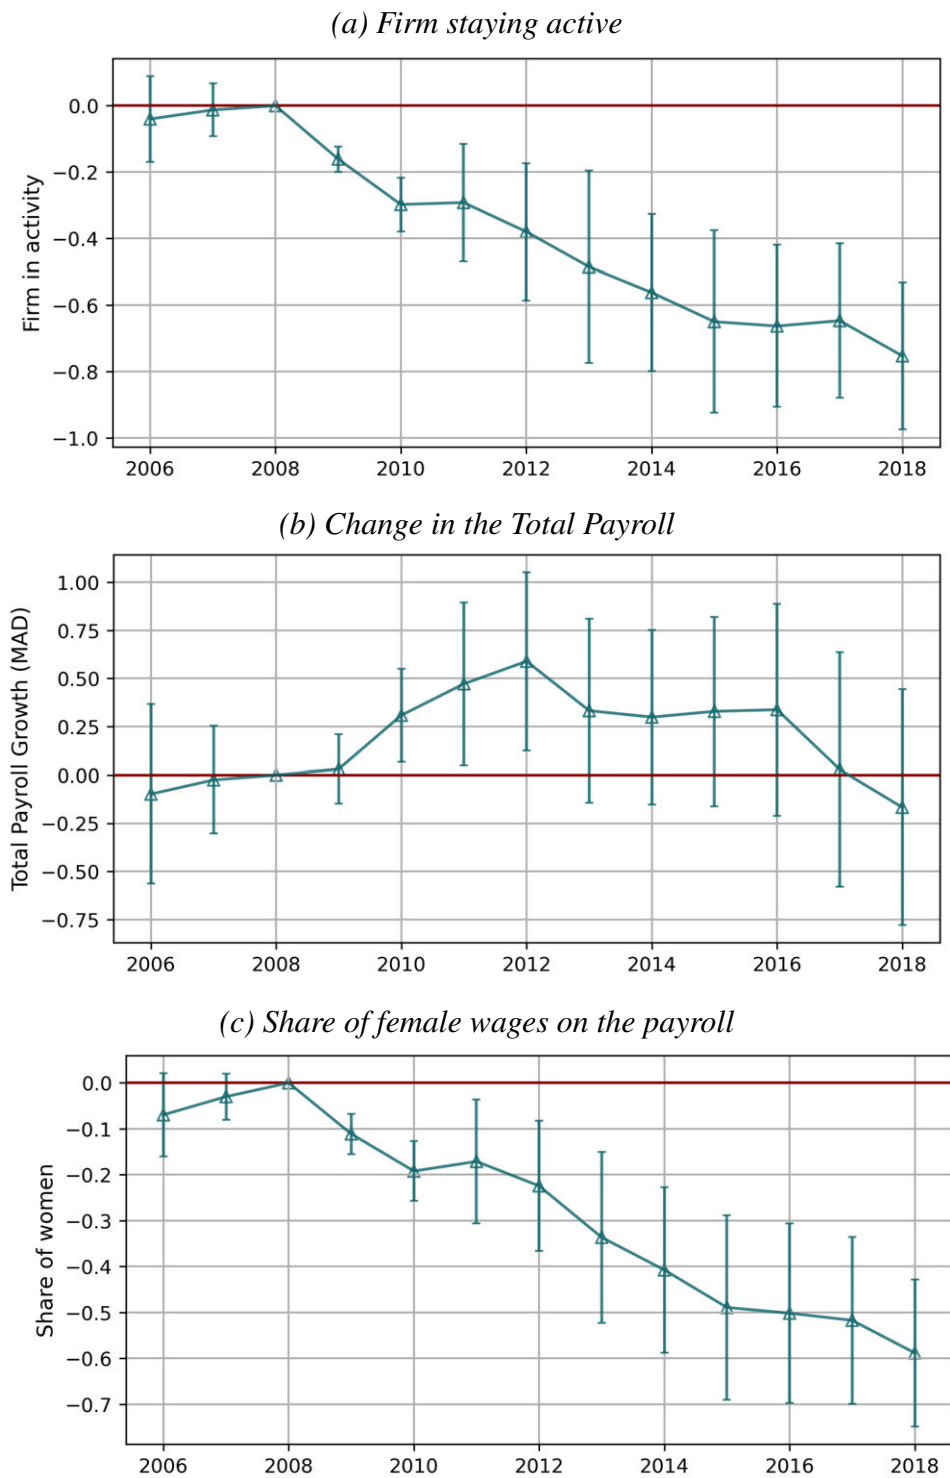 (a) Firm staying active
Firm in activity
0.0
−0.2
−0.4
−0.6
−0.8
−1.0
2006 2008 2010 2012 2014 2016 2018
(b) Change in the Total Payroll
Total Payroll Growth (MAD)
1.00
0.75
0.50
0.25
0.00
−0.25
−0.50
−0.75
2006 2008 2010 2012 2014 2016 2018
(c) Share of female wages on the payroll
Share of women
0.0
−0.1
−0.2
−0.3
−0.4
−0.5
−0.6
−0.7
2006 2008 2010 2012 2014 2016 2018